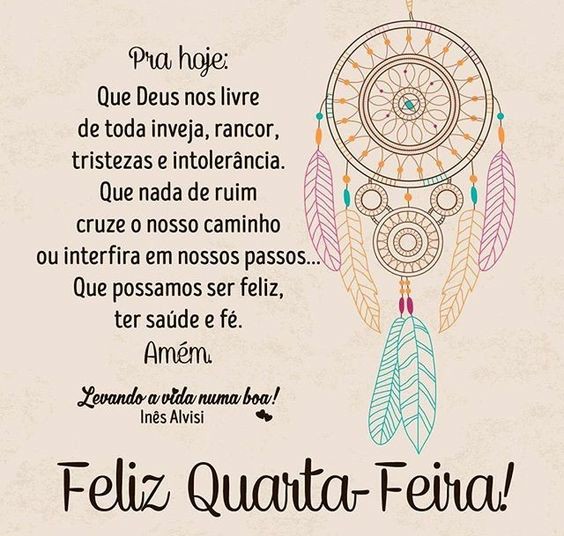 Pra hoje:
Que Deus nos livre
de toda inveja, rancor,
tristezas e intolerância.
Que nada de ruim
cruze o nosso caminho
ou interfira em nossos passos...
Que possamos ser feliz,
ter saúde e fé.
Amém.
Levando a vida numa boa!
Inês Alvisi
Feliz Quarta-Feira!